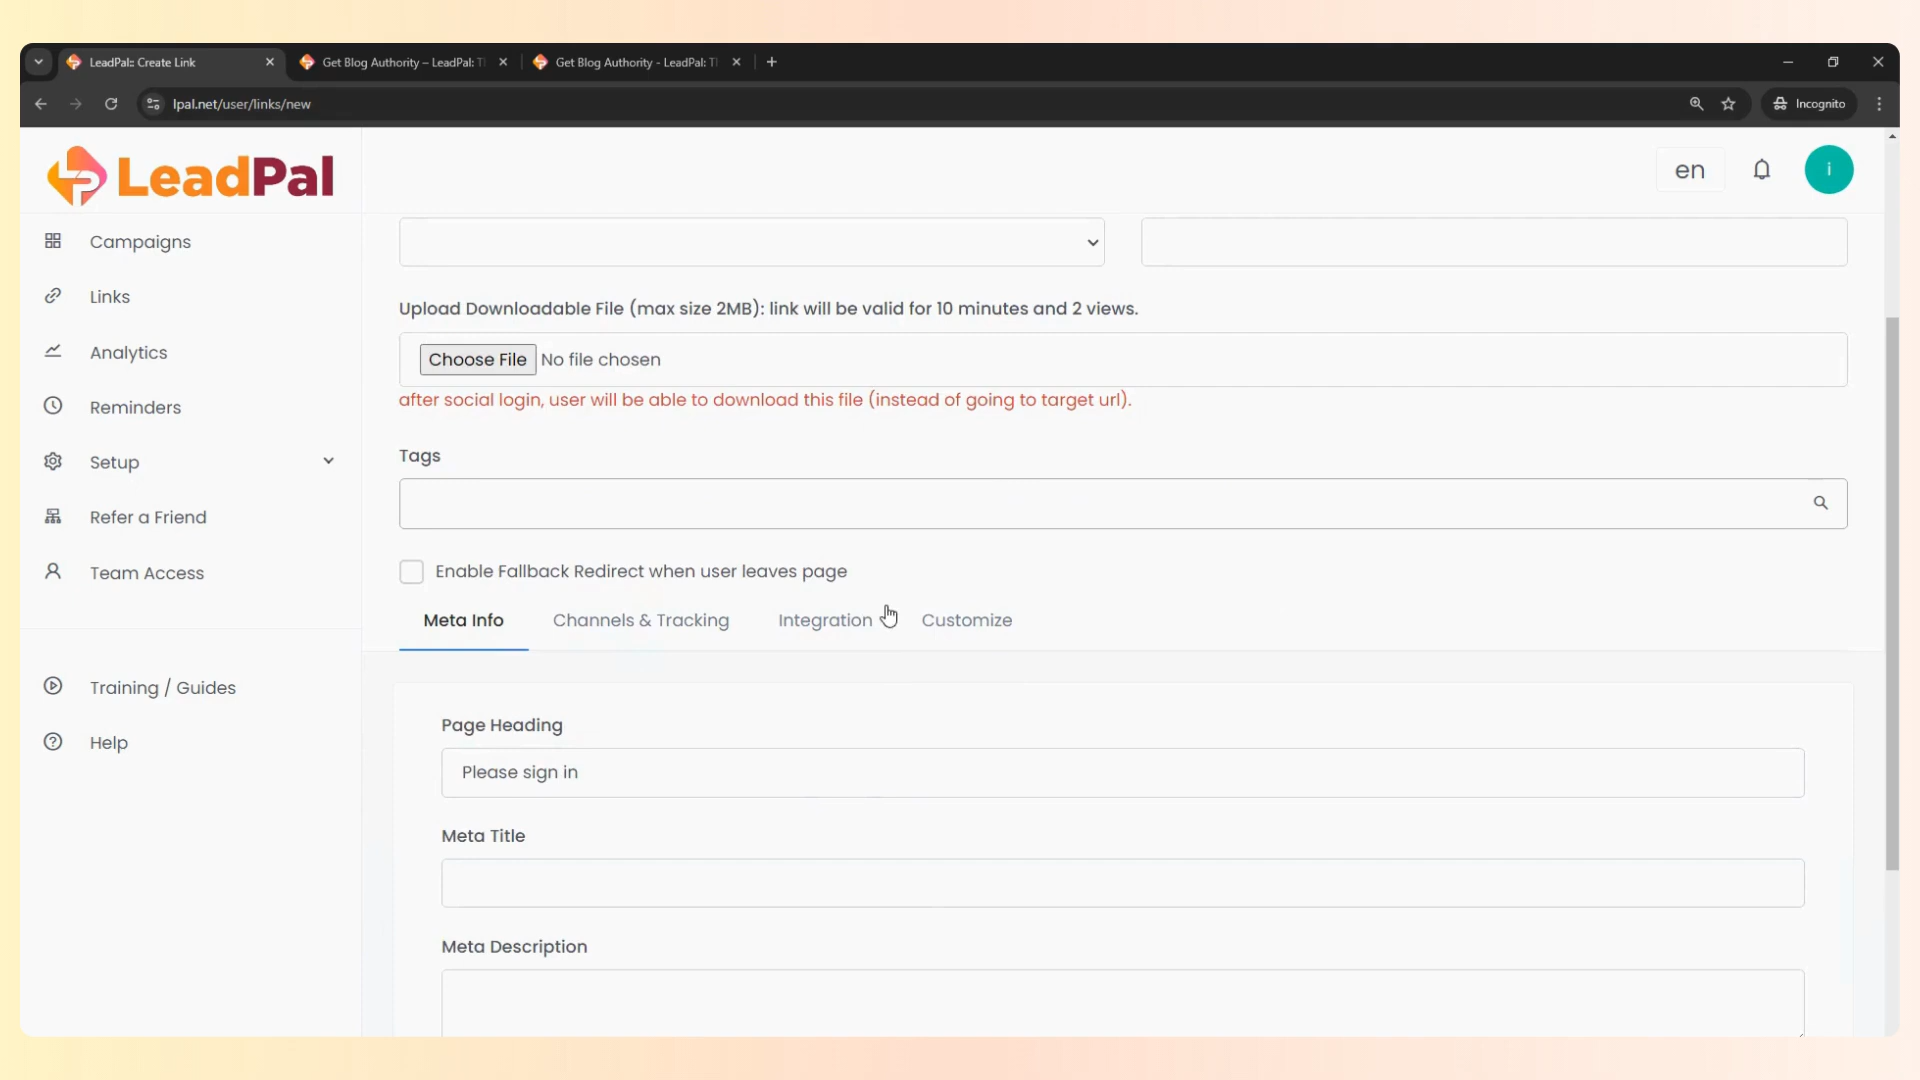 LeadPal:: Create Link
Get Blog Authority – LeadPal: T
Get Blog Authority - LeadPal: T
lpal.net/user/links/new
Incognito
LeadPal
en
i
Campaigns
Links
Analytics
Reminders
Setup
Refer a Friend
Team Access
Training / Guides
Help
Upload Downloadable File (max size 2MB): link will be valid for 10 minutes and 2 views.
Choose File No file chosen
after social login, user will be able to download this file (instead of going to target url).
Tags
Enable Fallback Redirect when user leaves page
Meta Info Channels & Tracking Integration Customize
Page Heading
Please sign in
Meta Title
Meta Description